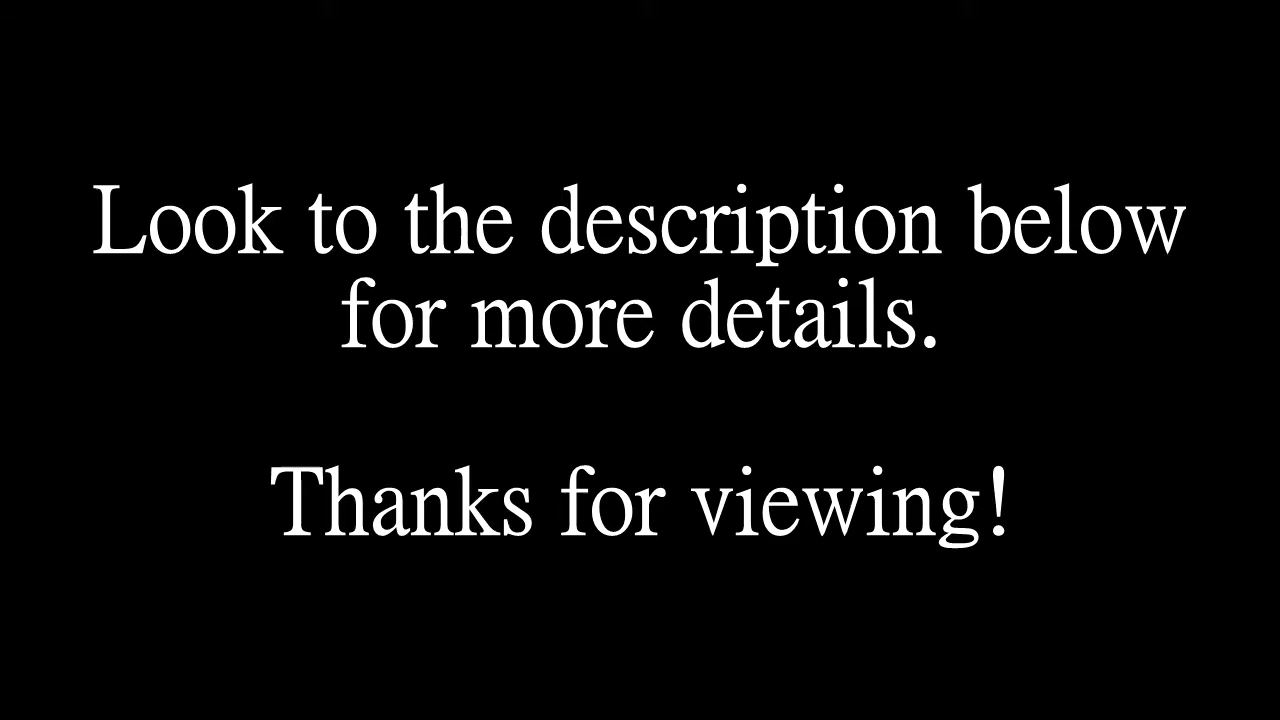 Look to the description below
for more details.
Thanks for viewing!